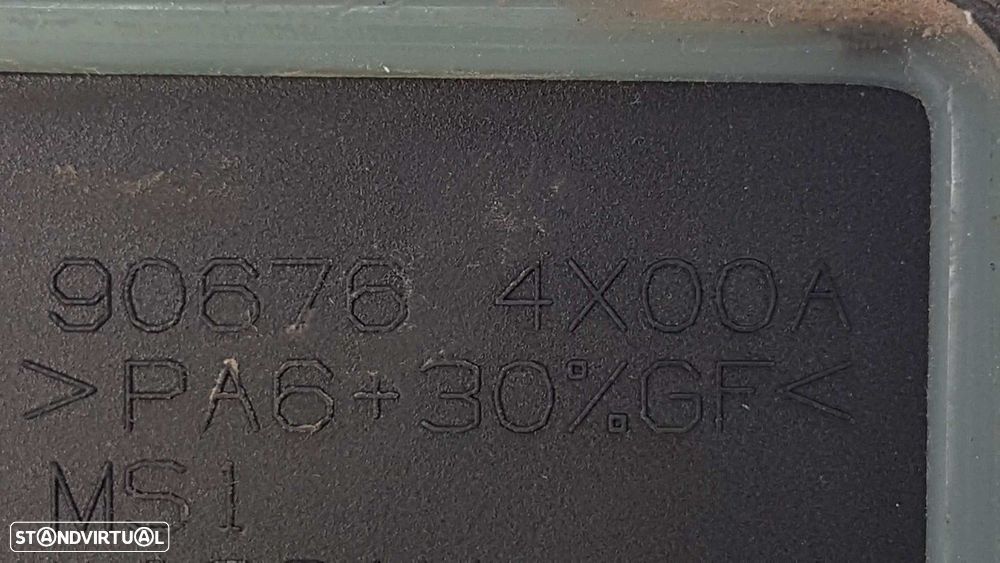 90676 4X00A
>PA6+30%GF<
MS1
STANDVIRTUAL